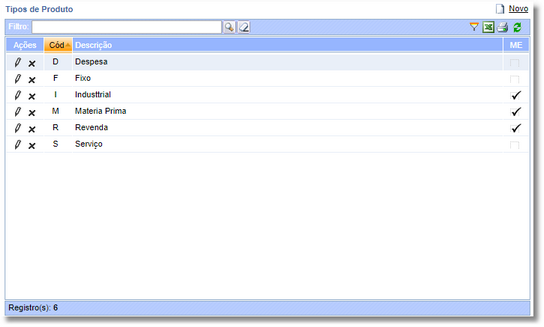 Tipos de Produto Novo
Filtro:
Ações Cód Descrição ME
D Despesa
F Fixo
I Industtrial
M Materia Prima
R Revenda
S Serviço
Registro(s): 6